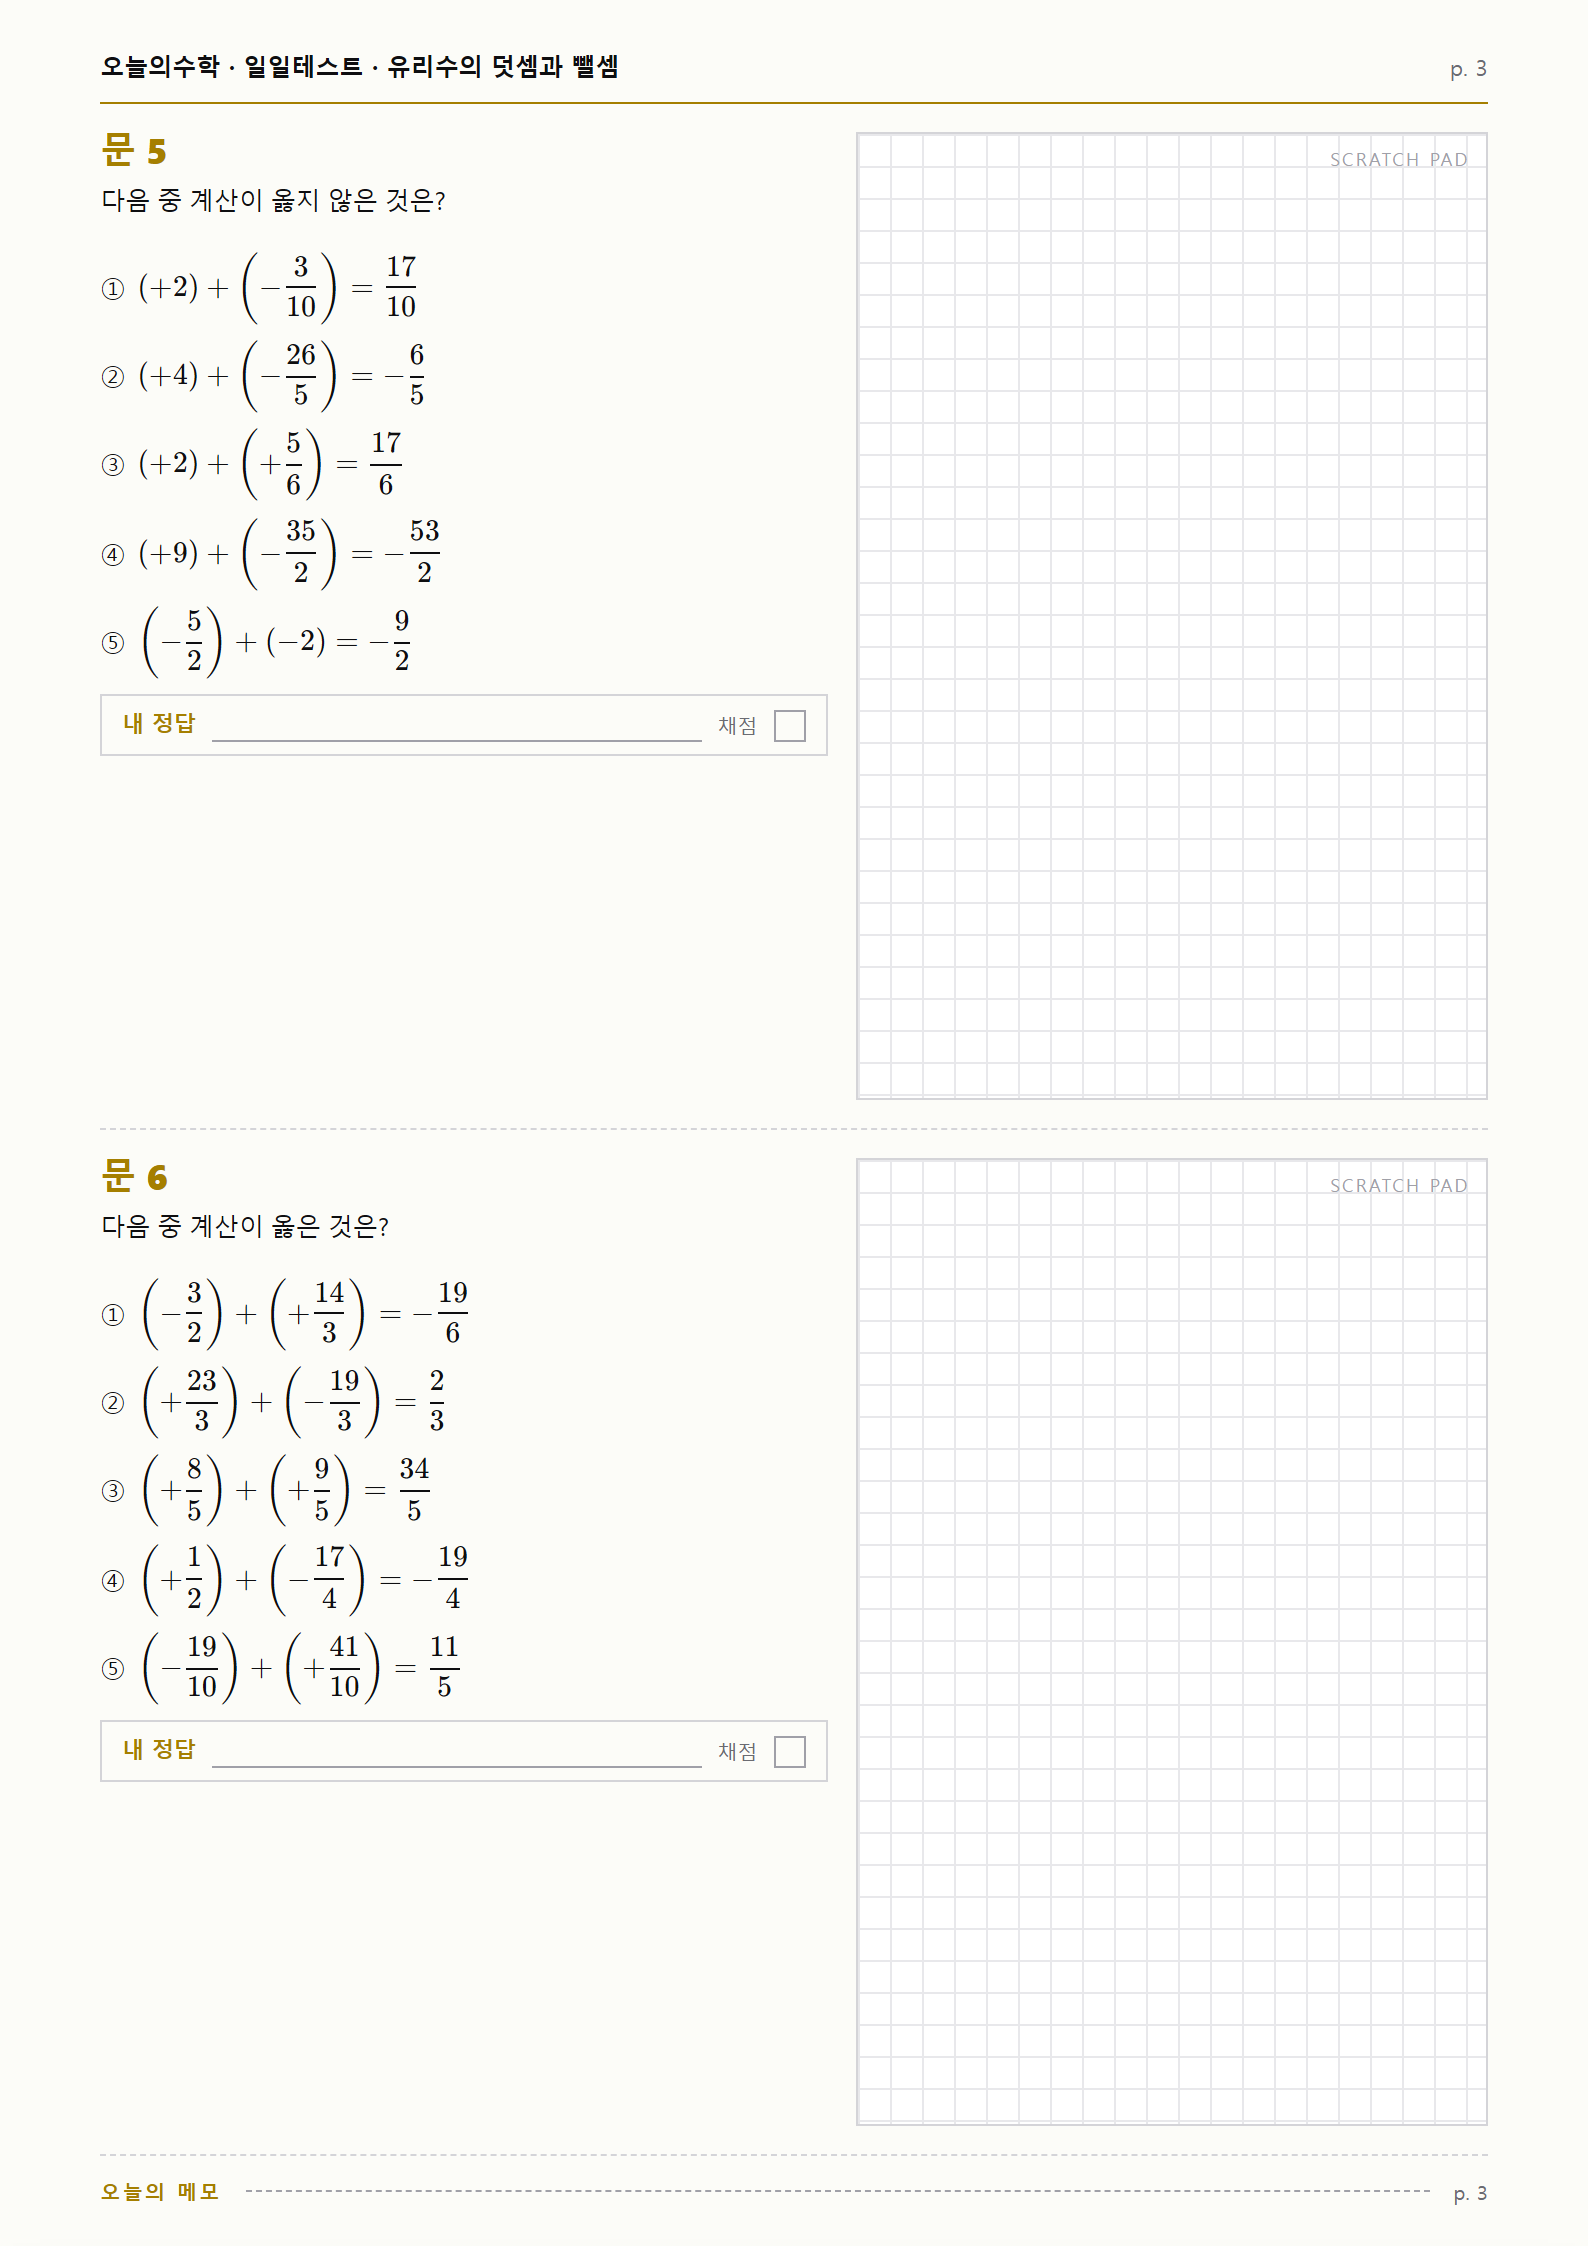 오늘의수학 · 일일테스트 · 유리수의 덧셈과 뺄셈
p. 3
문 5
다음 중 계산이 옳지 않은 것은?
① (+2) + (−3/10) = 17/10
② (+4) + (−26/5) = −6/5
③ (+2) + (+5/6) = 17/6
④ (+9) + (−35/2) = −53/2
⑤ (−5/2) + (−2) = −9/2
내 정답 채점
SCRATCH PAD
문 6
다음 중 계산이 옳은 것은?
① (−3/2) + (+14/3) = −19/6
② (+23/3) + (−19/3) = 2/3
③ (+8/5) + (+9/5) = 34/5
④ (+1/2) + (−17/4) = −19/4
⑤ (−19/10) + (+41/10) = 11/5
내 정답 채점
SCRATCH PAD
오늘의 메모
p. 3